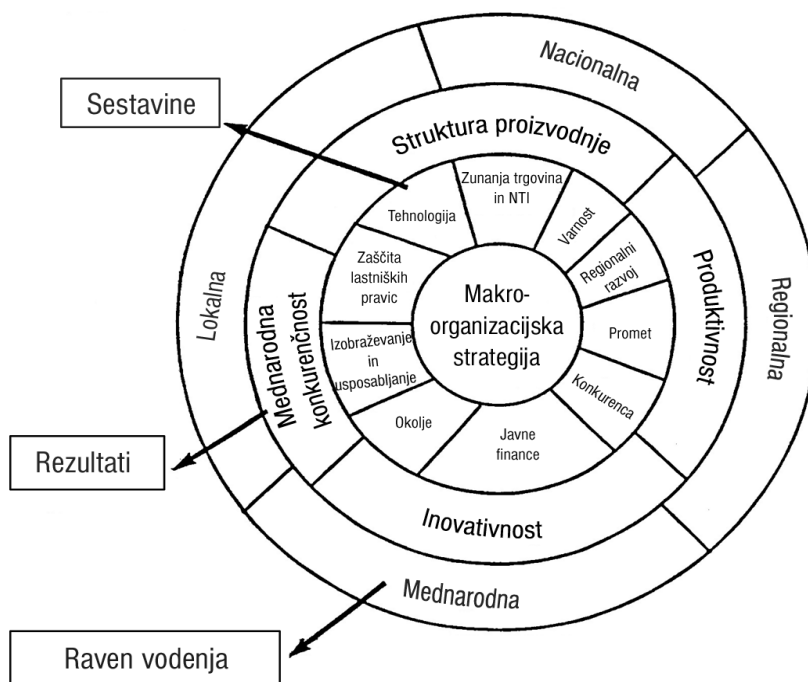 Nacionalna
Sestavine
Struktura proizvodnje
Zunanja trgovina
in NTI
Tehnologija
Varnost
Regionalni
razvoj
Zaščita
lastniških
pravic
Makro-
organizacijska
strategija
Produktivnost
Regionalna
Lokalna
Mednarodna
konkurenčnost
Promet
Izobraževanje
in
usposabljanje
Konkurenca
Okolje
Javne
finance
Rezultati
Inovativnost
Mednarodna
Raven vodenja